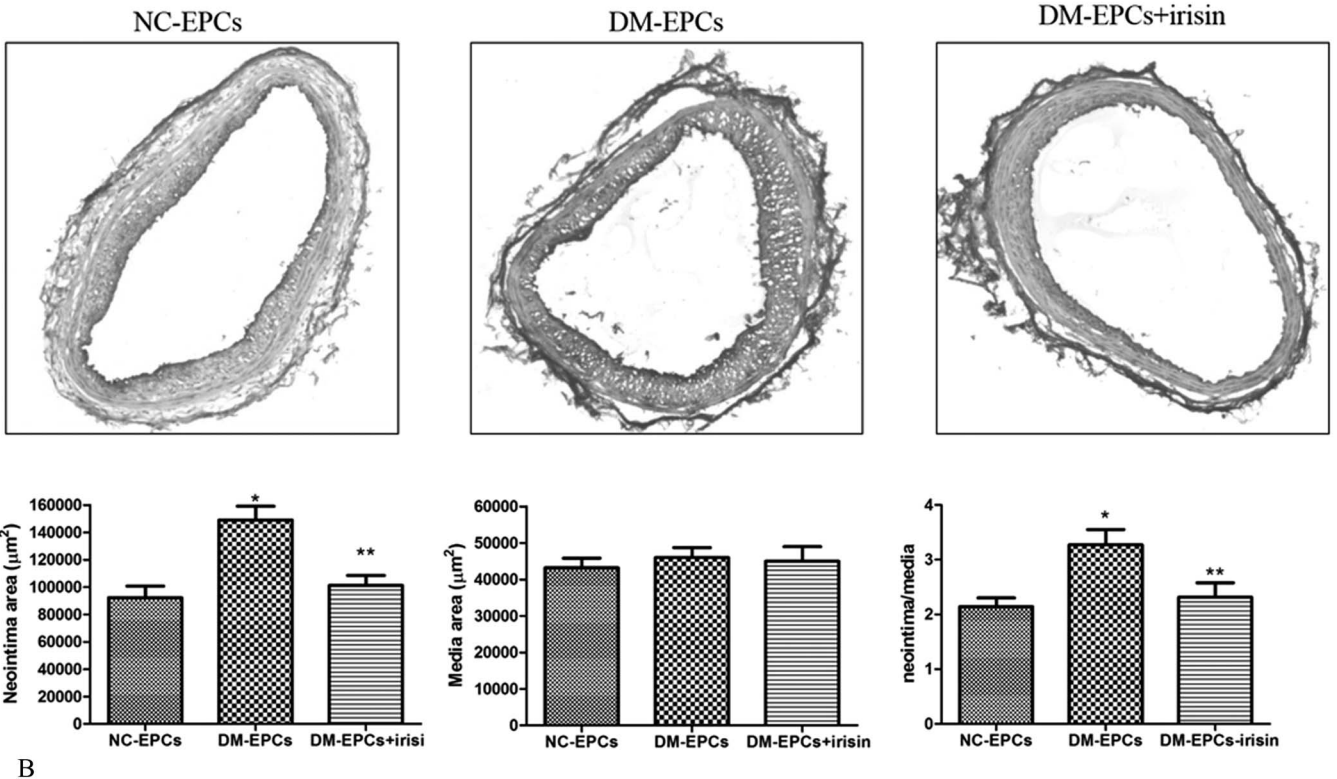 NC-EPCs
DM-EPCs
DM-EPCs+irisin
Neointima area (μm²)
160000
140000
120000
100000
80000
60000
40000
20000
0
*
**
NC-EPCs
DM-EPCs
DM-EPCs+irisi
Media area (μm²)
60000
50000
40000
30000
20000
10000
0
NC-EPCs
DM-EPCs
DM-EPCs+irisin
neointima/media
4
3
2
1
0
*
**
NC-EPCs
DM-EPCs
DM-EPCs-irisin
B